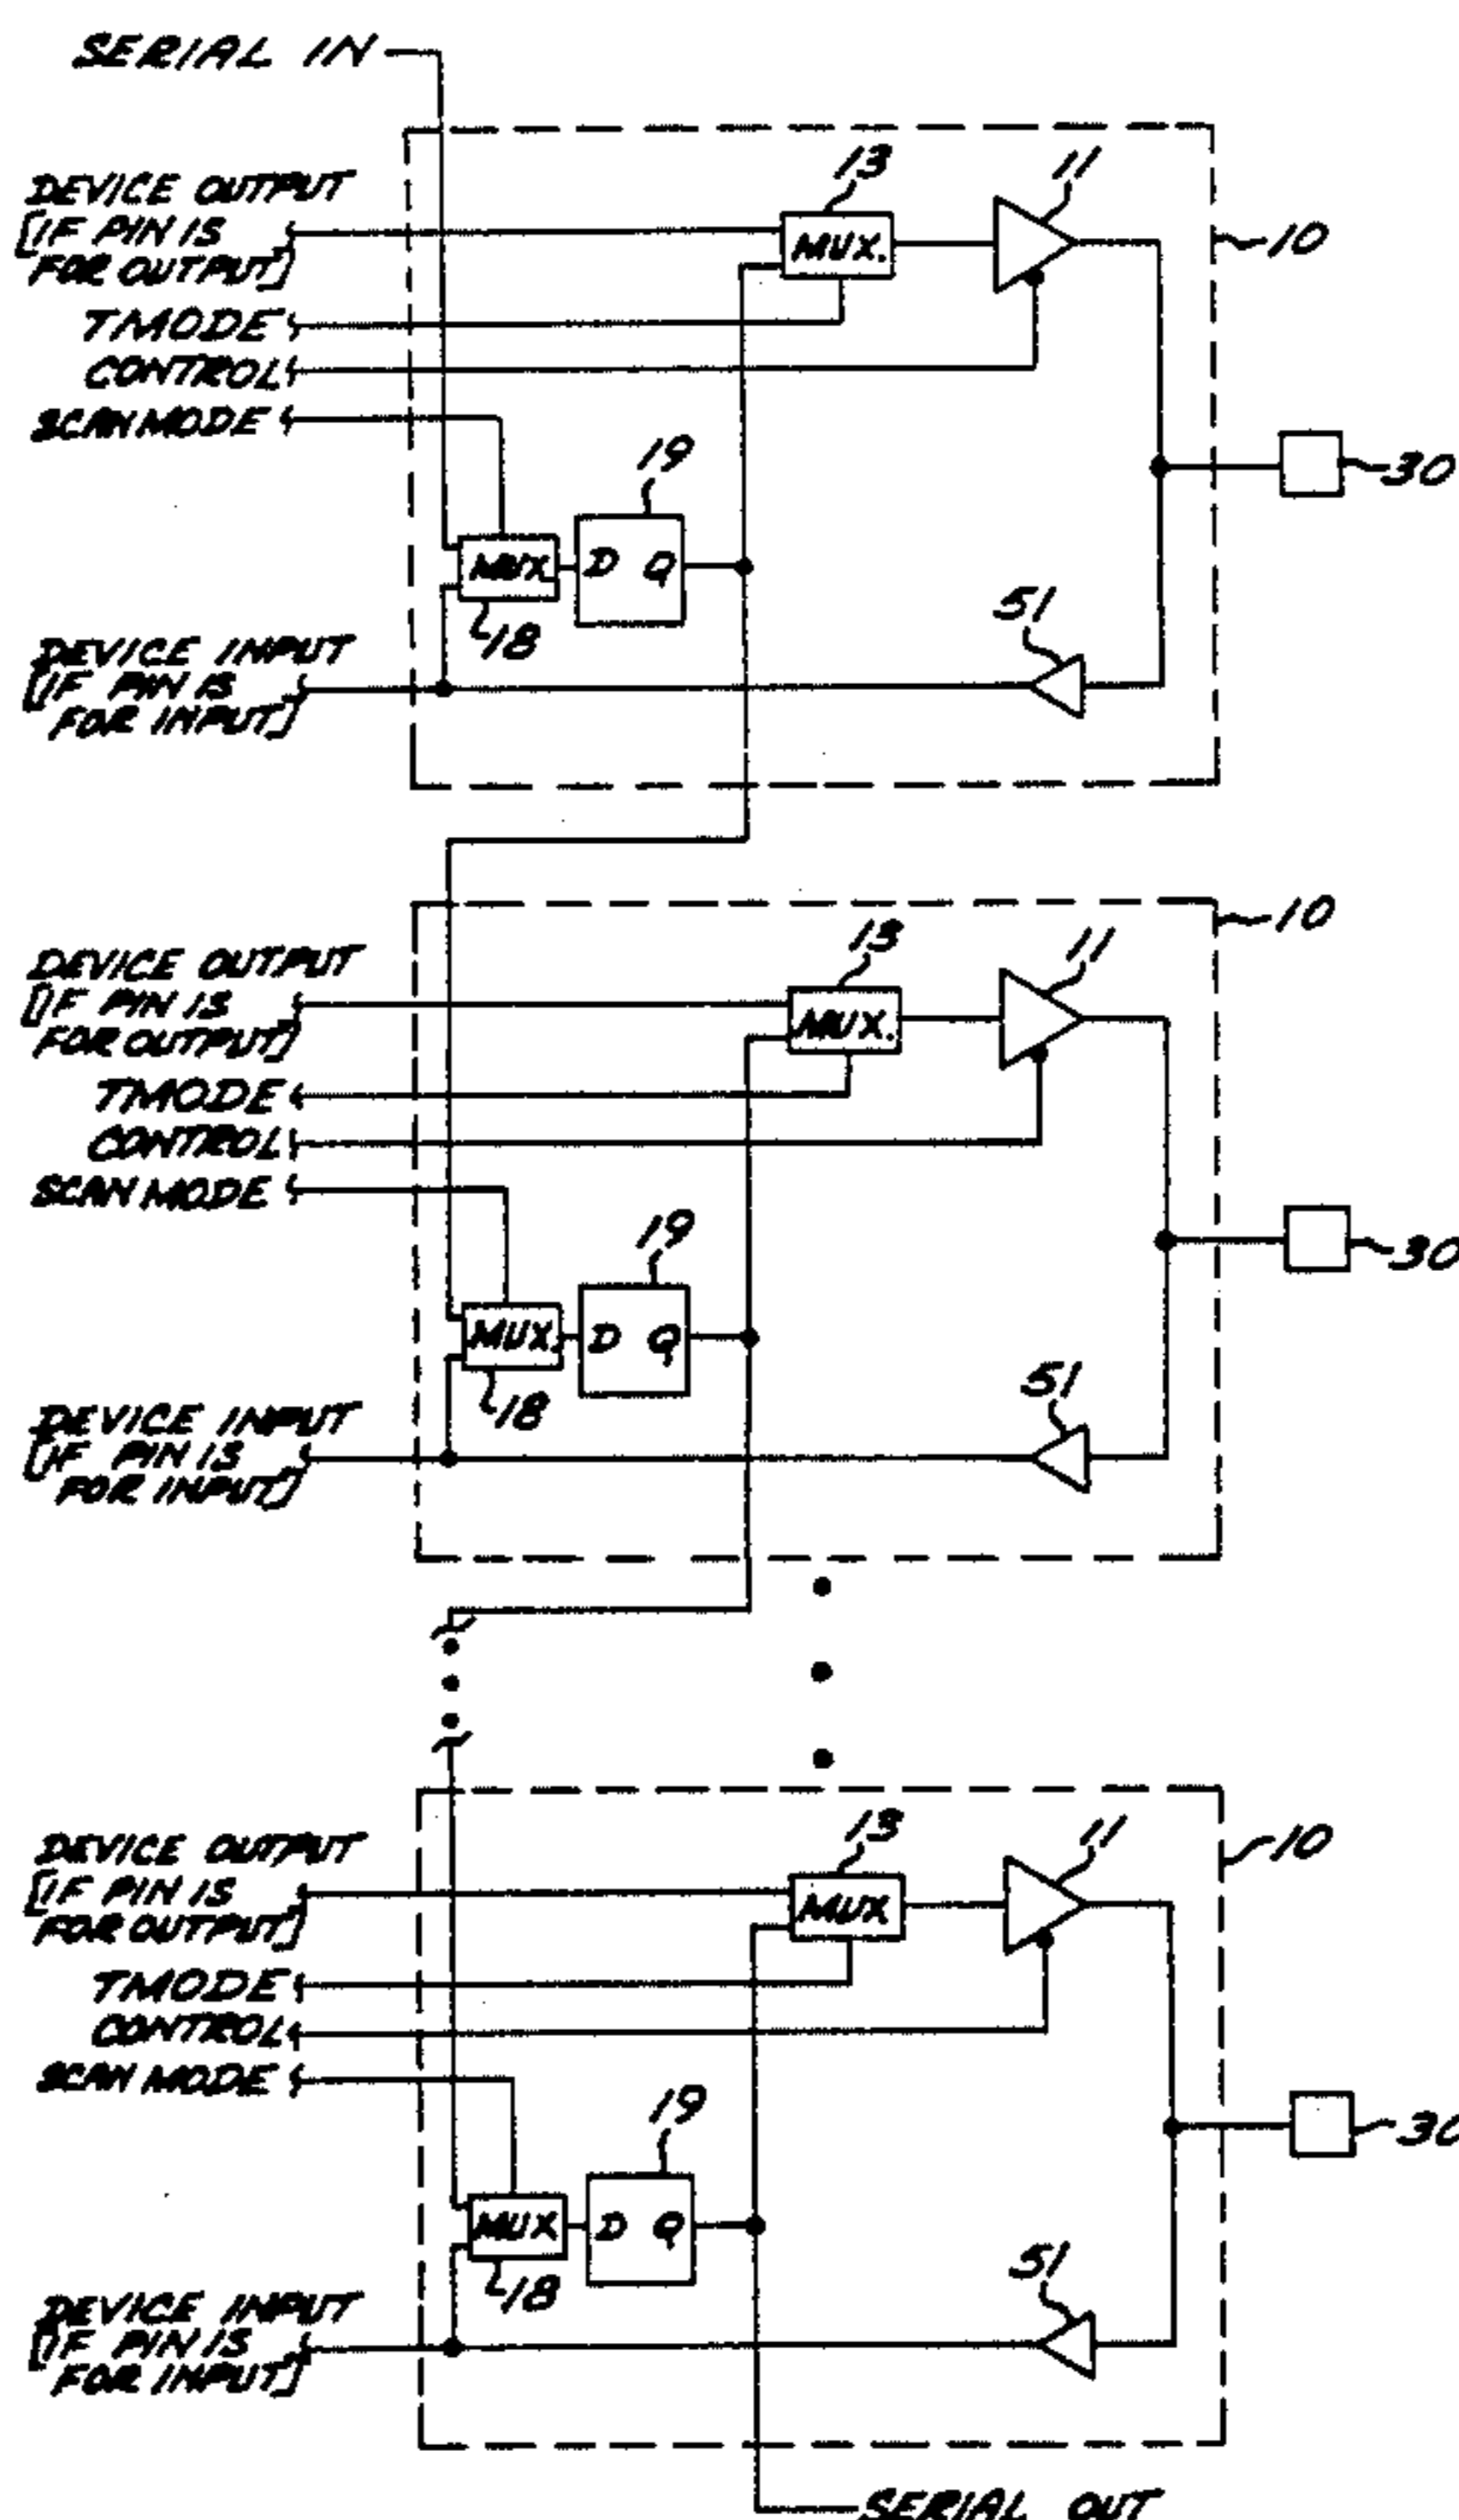 SERIAL IN
DEVICE OUTPUT
[IF PIN IS
FOR OUTPUT]
TMODE
CONTROL
SCAN MODE
13
11
10
MUX.
19
30
MUX.
D Q
18
51
DEVICE INPUT
[IF PIN IS
FOR INPUT]
10
DEVICE OUTPUT
[IF PIN IS
FOR OUTPUT]
TMODE
CONTROL
SCAN MODE
13
11
MUX.
19
30
MUX.
D Q
18
51
DEVICE INPUT
[IF PIN IS
FOR INPUT]
DEVICE OUTPUT
[IF PIN IS
FOR OUTPUT]
TMODE
CONTROL
SCAN MODE
13
11
10
MUX
19
30
MUX
D Q
18
51
DEVICE INPUT
[IF PIN IS
FOR INPUT]
SERIAL OUT